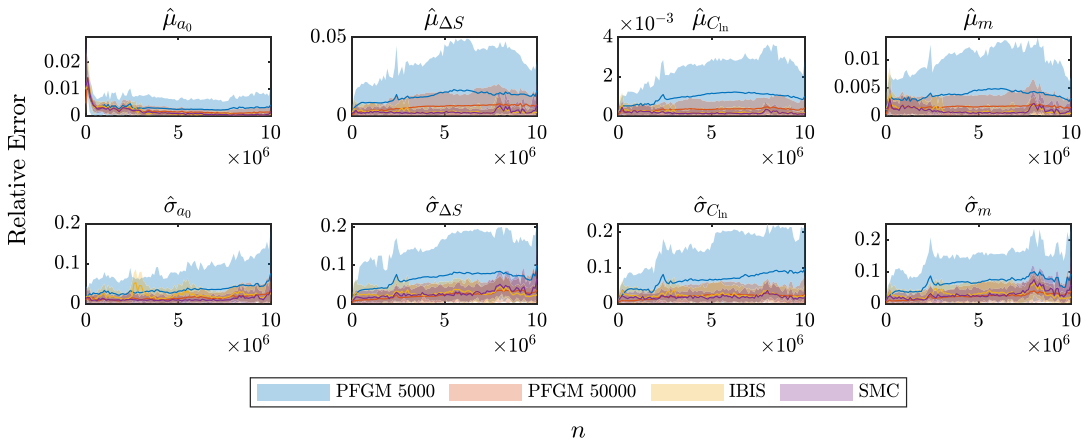 μ̂_{a_0} μ̂_{ΔS} μ̂_{C_{ln}} μ̂_m
0.02 0.01 0
0.05 0
×10^{-3} 4 2 0
0.01 0.005 0
0 5 10 0 5 10 0 5 10 0 5 10
×10^6 ×10^6 ×10^6 ×10^6
Relative Error
σ̂_{a_0} σ̂_{ΔS} σ̂_{C_{ln}} σ̂_m
0.2 0.1 0
0.2 0.1 0
0.2 0.1 0
0.2 0.1 0
0 5 10 0 5 10 0 5 10 0 5 10
×10^6 ×10^6 ×10^6 ×10^6
PFGM 5000 PFGM 50000 IBIS SMC
n